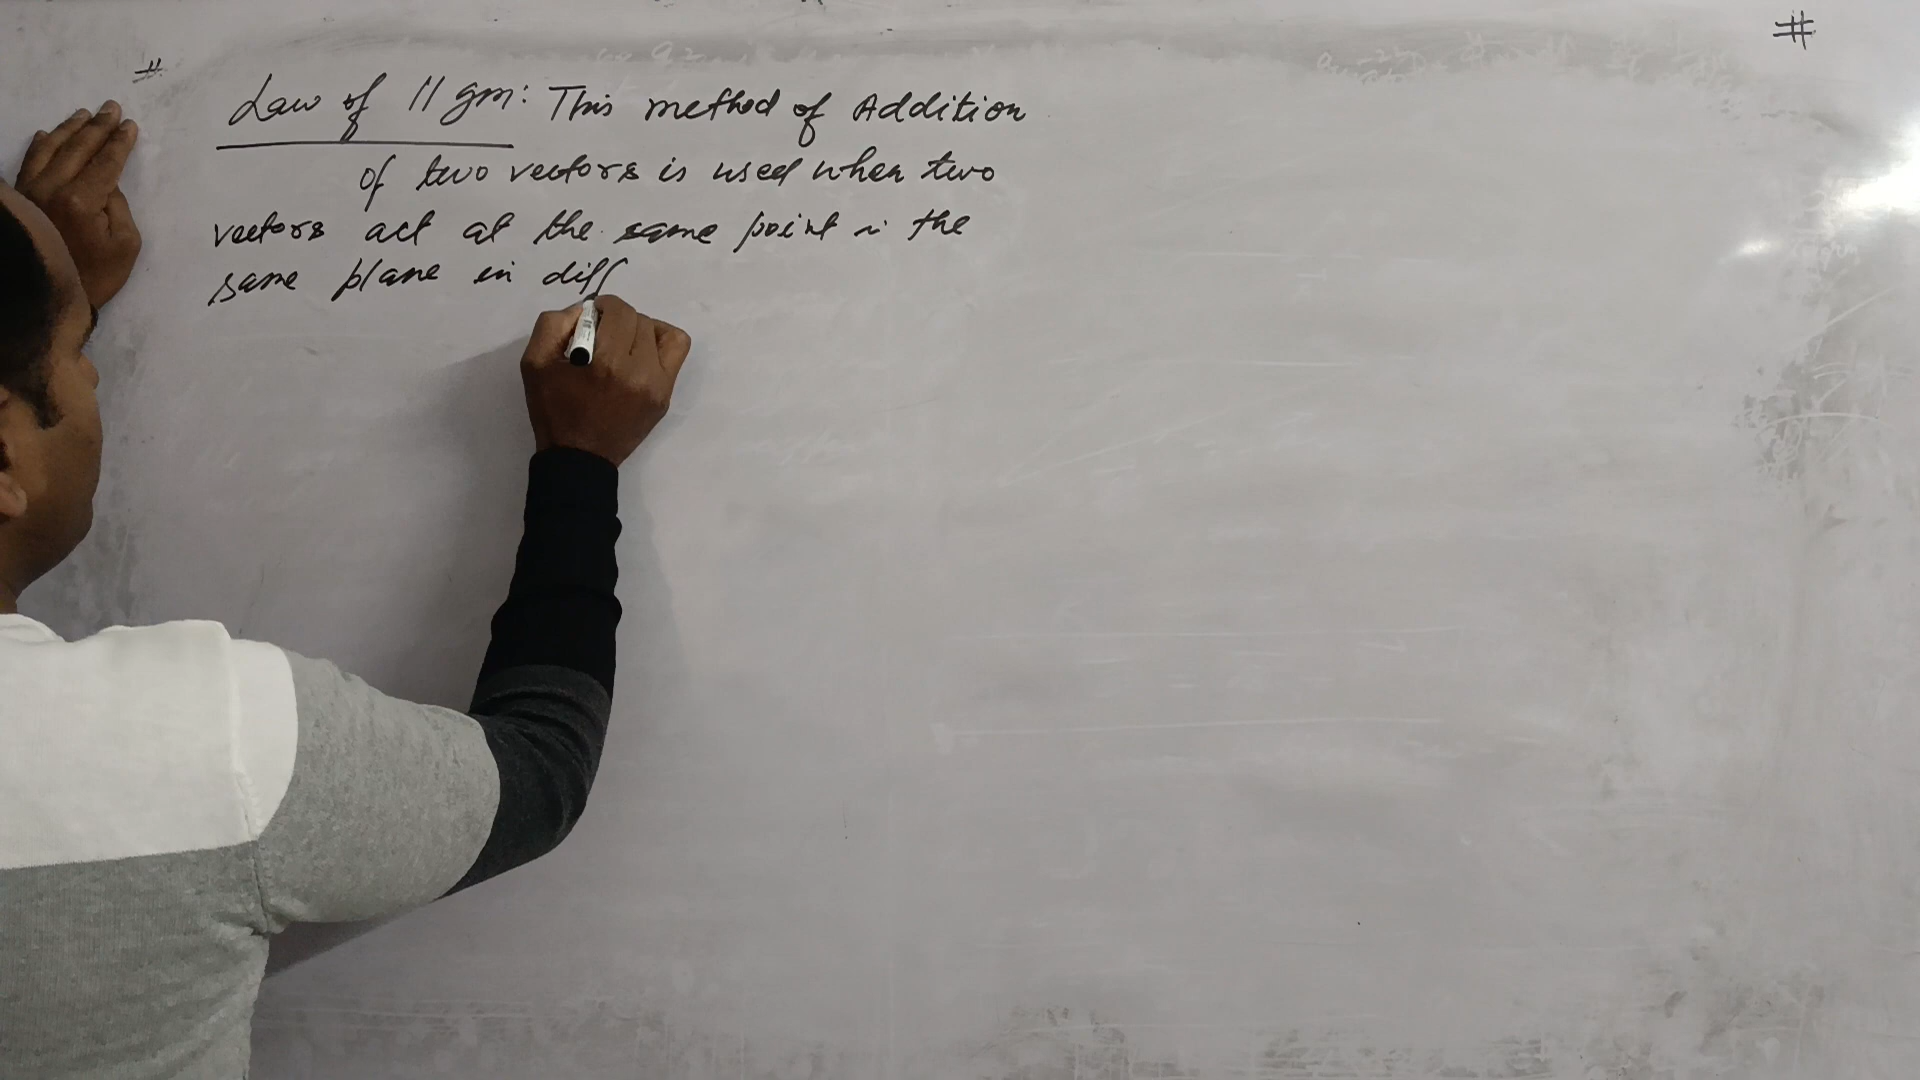 #
#
Law of || gm: This method of Addition
of two vectors is used when two
vectors act at the same point in the
same plane in diff